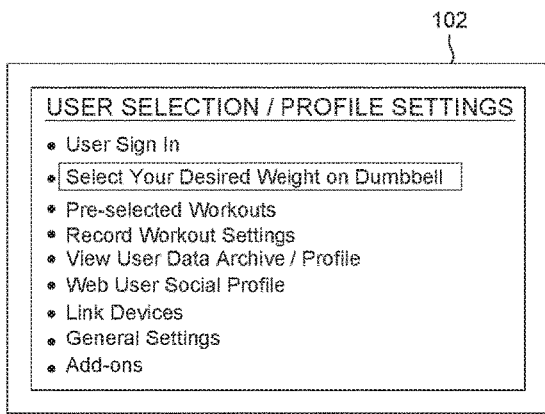 102
USER SELECTION / PROFILE SETTINGS
• User Sign In
• Select Your Desired Weight on Dumbbell
• Pre-selected Workouts
• Record Workout Settings
• View User Data Archive / Profile
• Web User Social Profile
• Link Devices
• General Settings
• Add-ons